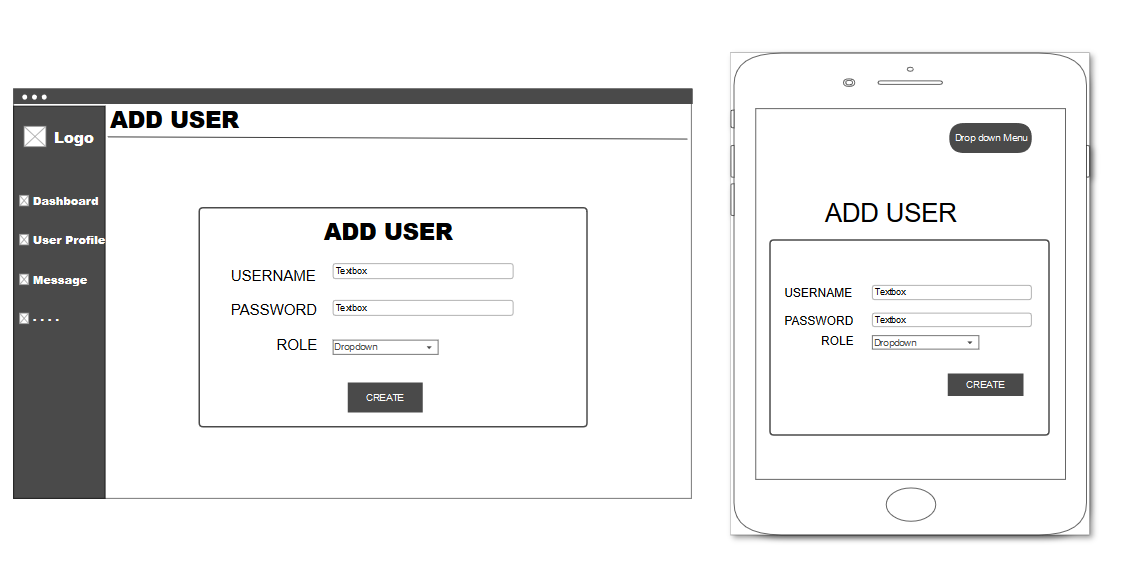 ADD USER
Logo
Dashboard
User Profile
Message
- - - -
ADD USER
USERNAME Textbox
PASSWORD Textbox
ROLE Dropdown
CREATE
Drop down Menu
ADD USER
USERNAME Textbox
PASSWORD Textbox
ROLE Dropdown
CREATE